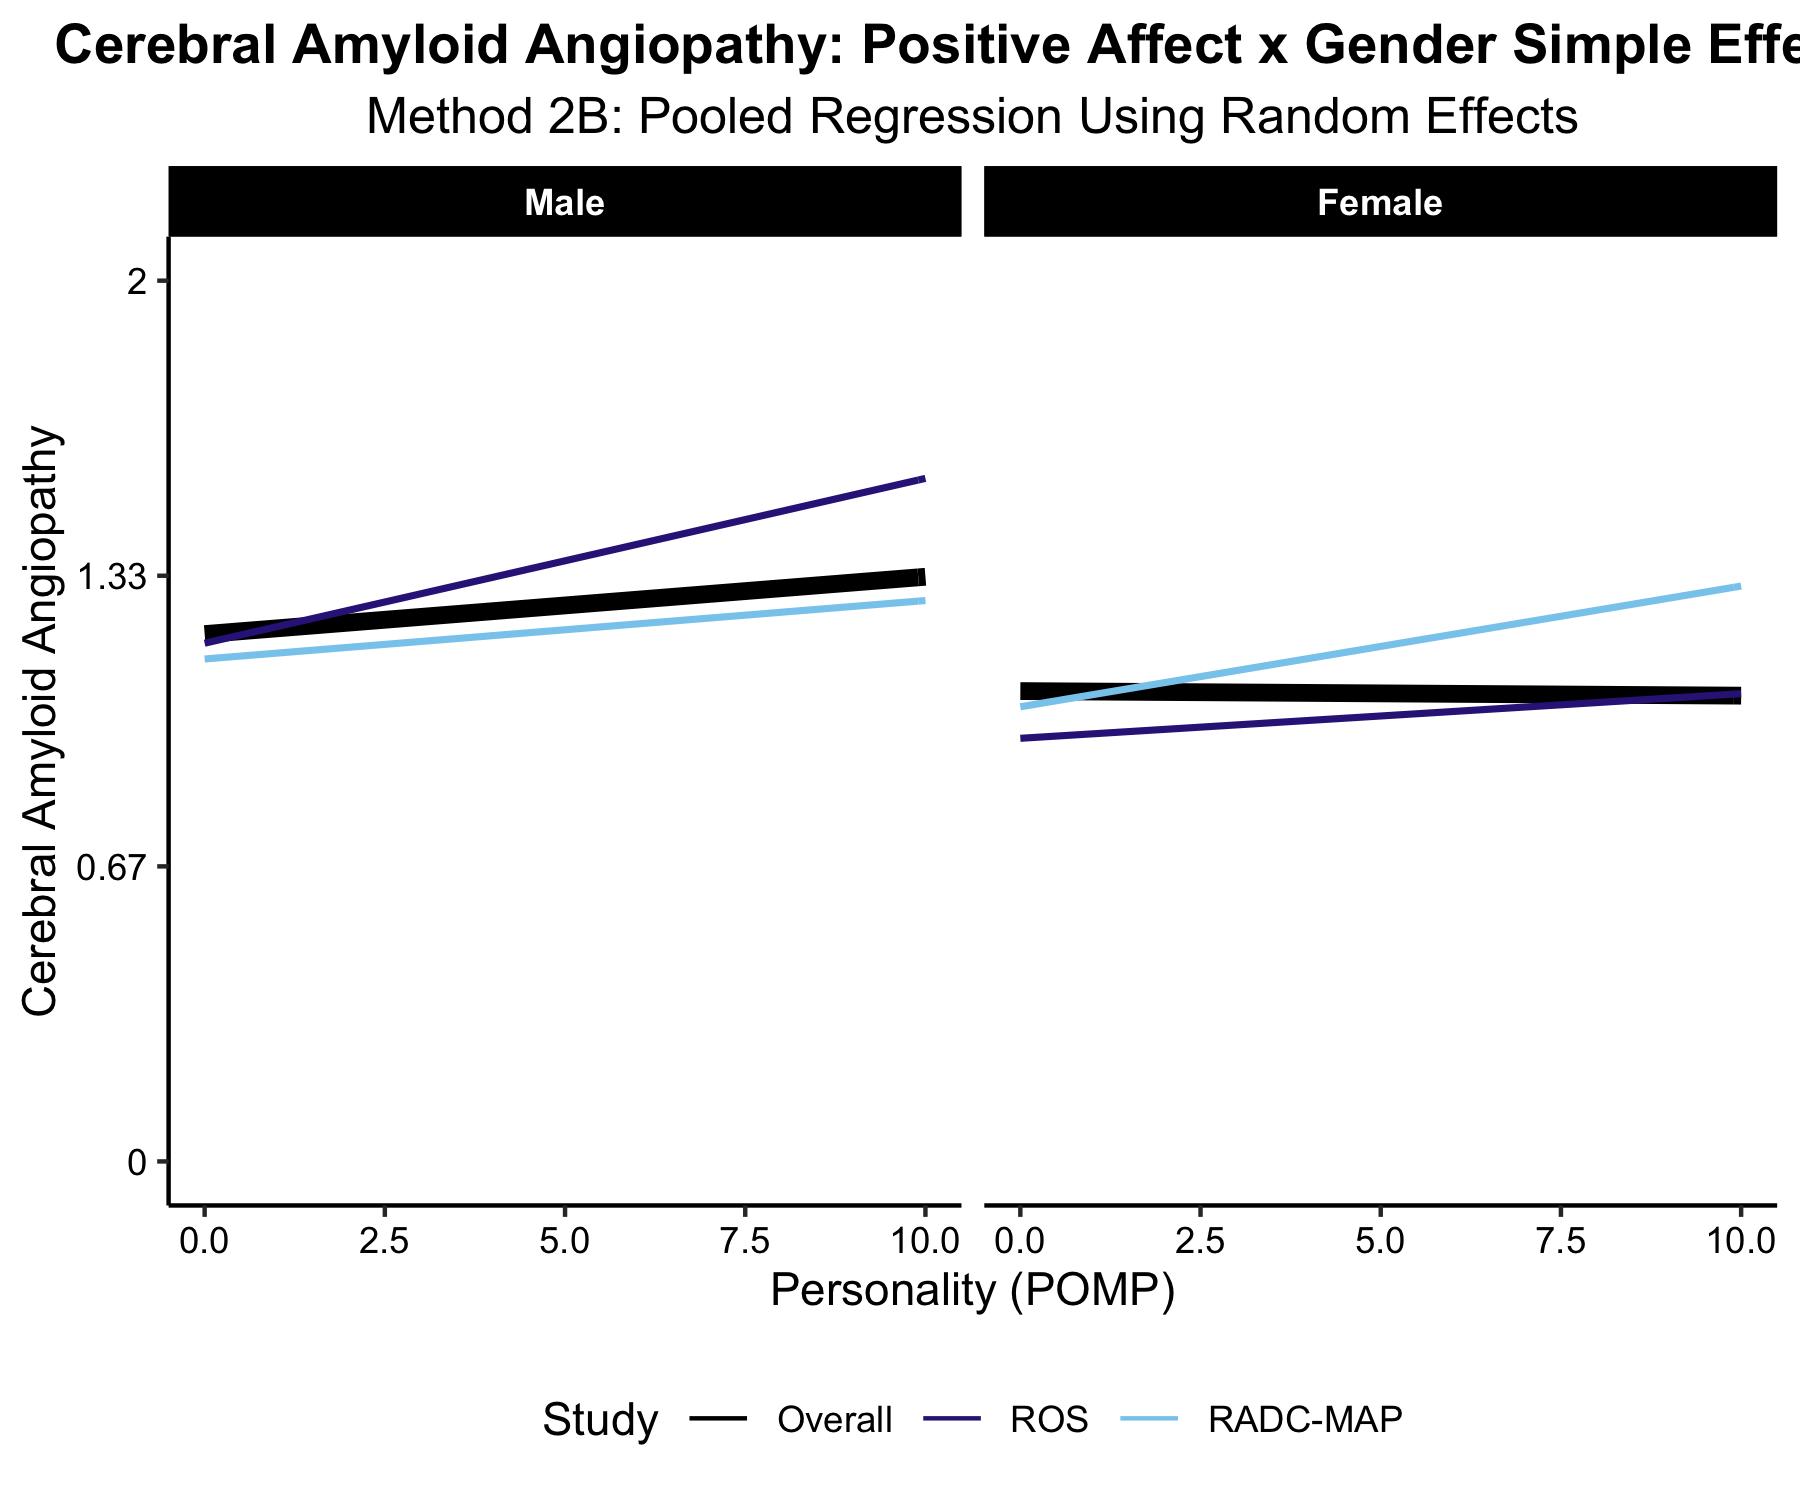 Cerebral Amyloid Angiopathy: Positive Affect x Gender Simple Effe
Method 2B: Pooled Regression Using Random Effects
Male
Female
Cerebral Amyloid Angiopathy
2
1.33
0.67
0
0.0 2.5 5.0 7.5 10.0
0.0 2.5 5.0 7.5 10.0
Personality (POMP)
Study Overall ROS RADC-MAP